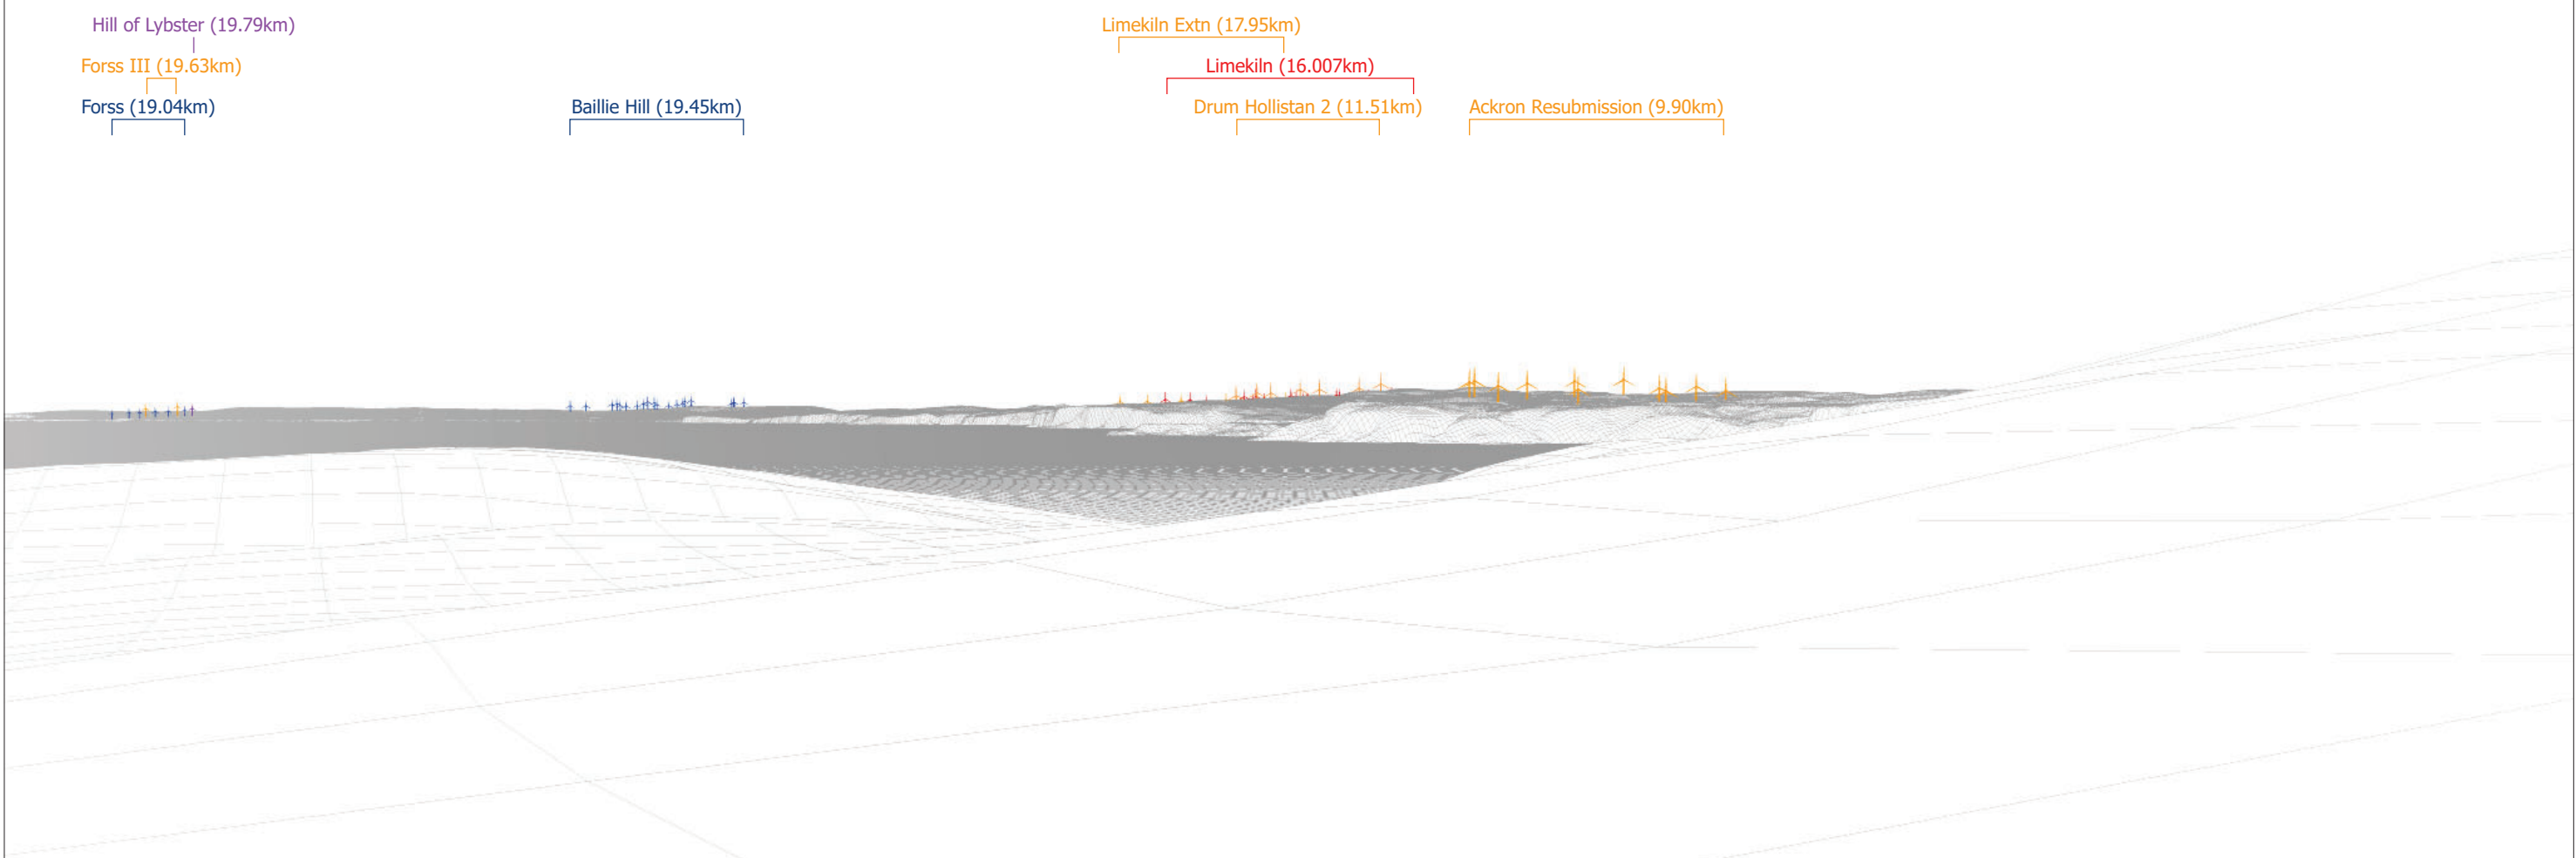 Hill of Lybster (19.79km)
Limekiln Extn (17.95km)
Forss III (19.63km)
Limekiln (16.007km)
Forss (19.04km)
Baillie Hill (19.45km)
Drum Hollistan 2 (11.51km)
Ackron Resubmission (9.90km)